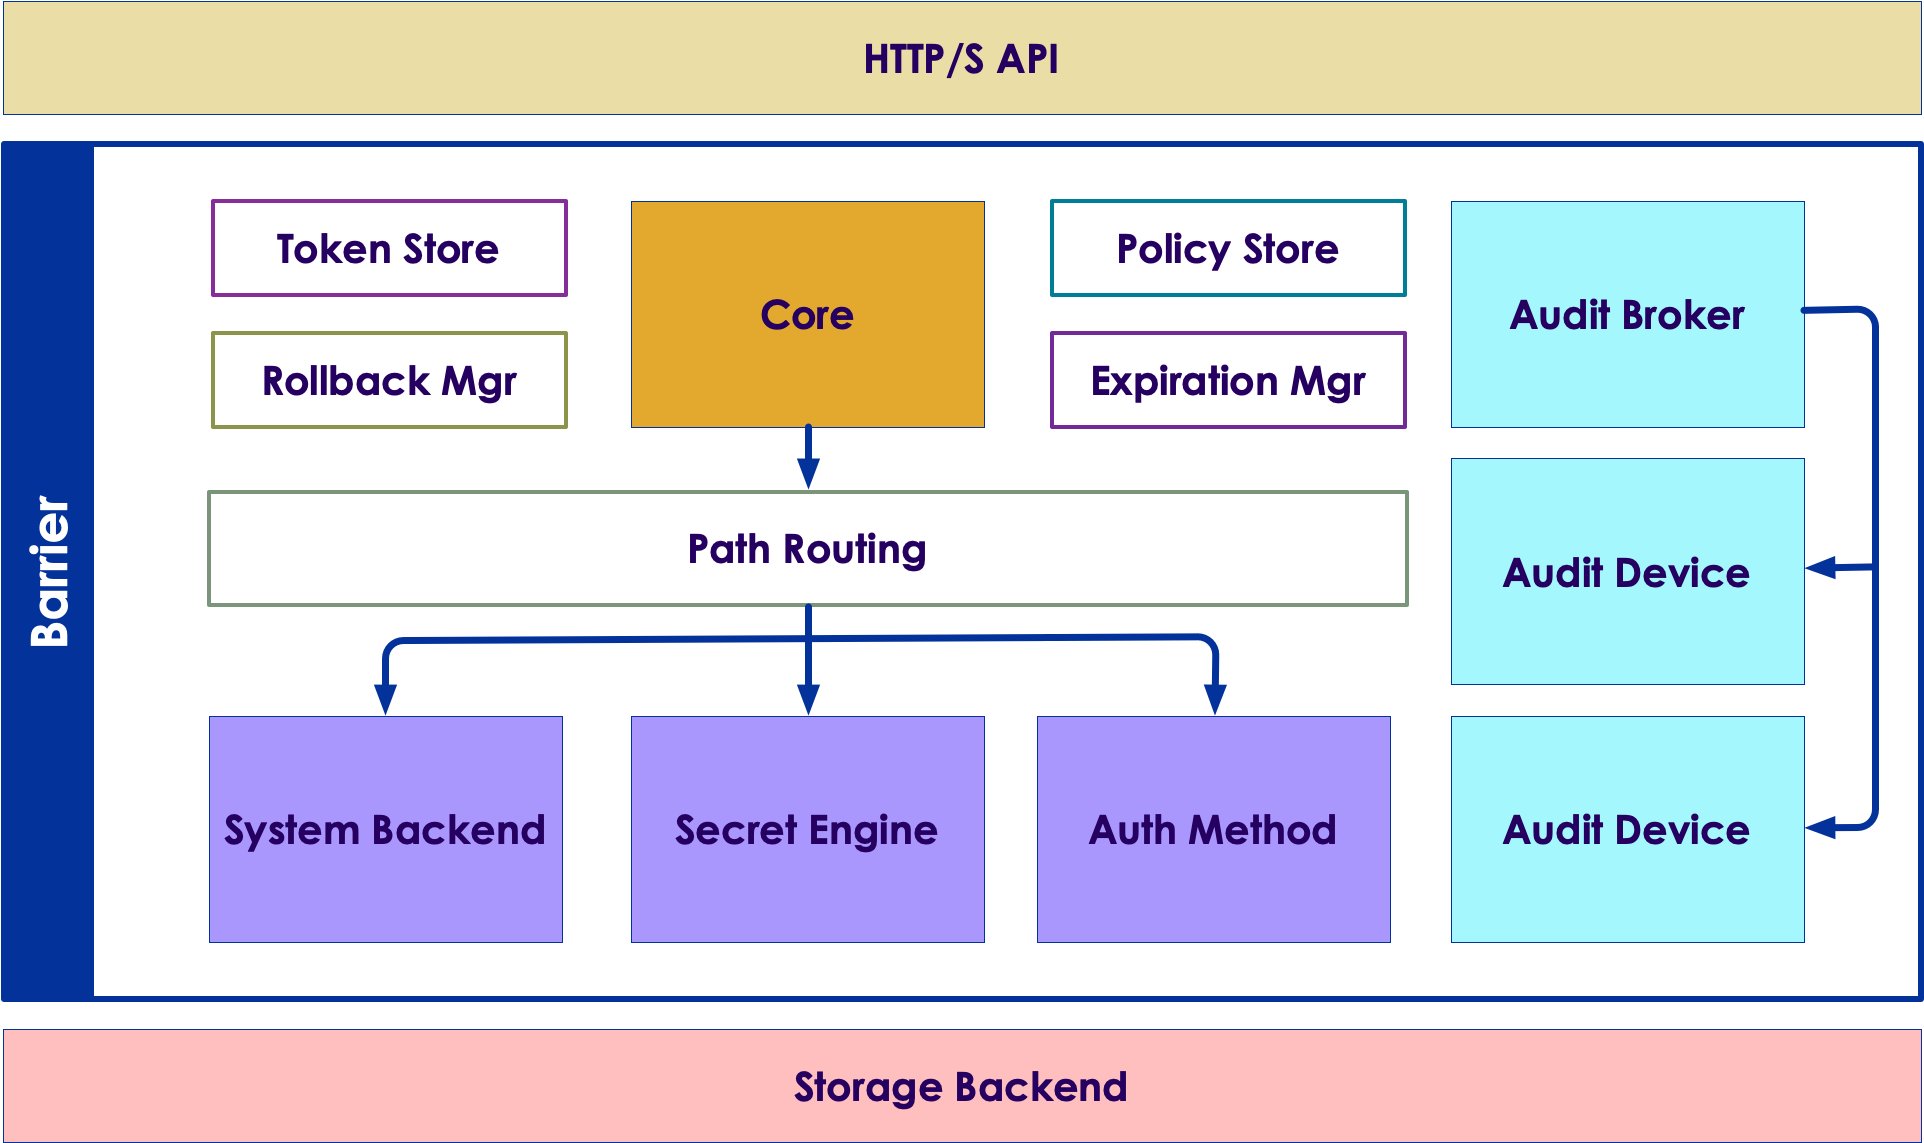 HTTP/S API
Barrier
Token Store
Core
Policy Store
Audit Broker
Rollback Mgr
Expiration Mgr
Path Routing
Audit Device
System Backend
Secret Engine
Auth Method
Audit Device
Storage Backend